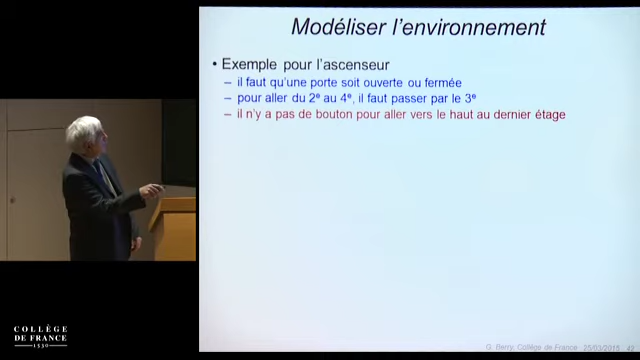 Modéliser l'environnement
• Exemple pour l'ascenseur
– il faut qu'une porte soit ouverte ou fermée
– pour aller du 2e au 4e, il faut passer par le 3e
– il n'y a pas de bouton pour aller vers le haut au dernier étage
COLLÈGE
DE FRANCE
1530
G. Berry, Collège de France 25/03/2015 42